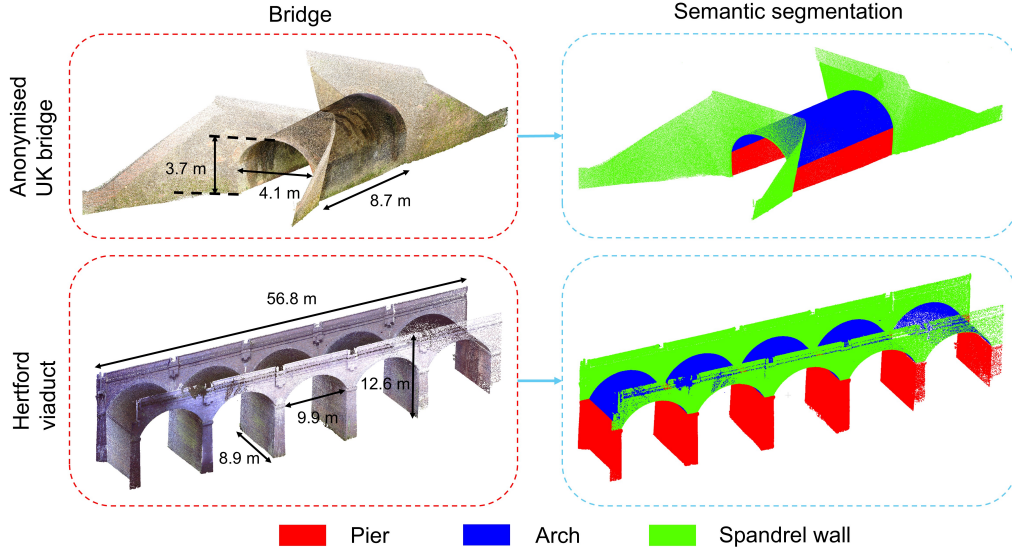 Bridge
Semantic segmentation
Anonymised
UK bridge
3.7 m
4.1 m
8.7 m
Hertford
viaduct
56.8 m
12.6 m
9.9 m
8.9 m
Pier
Arch
Spandrel wall